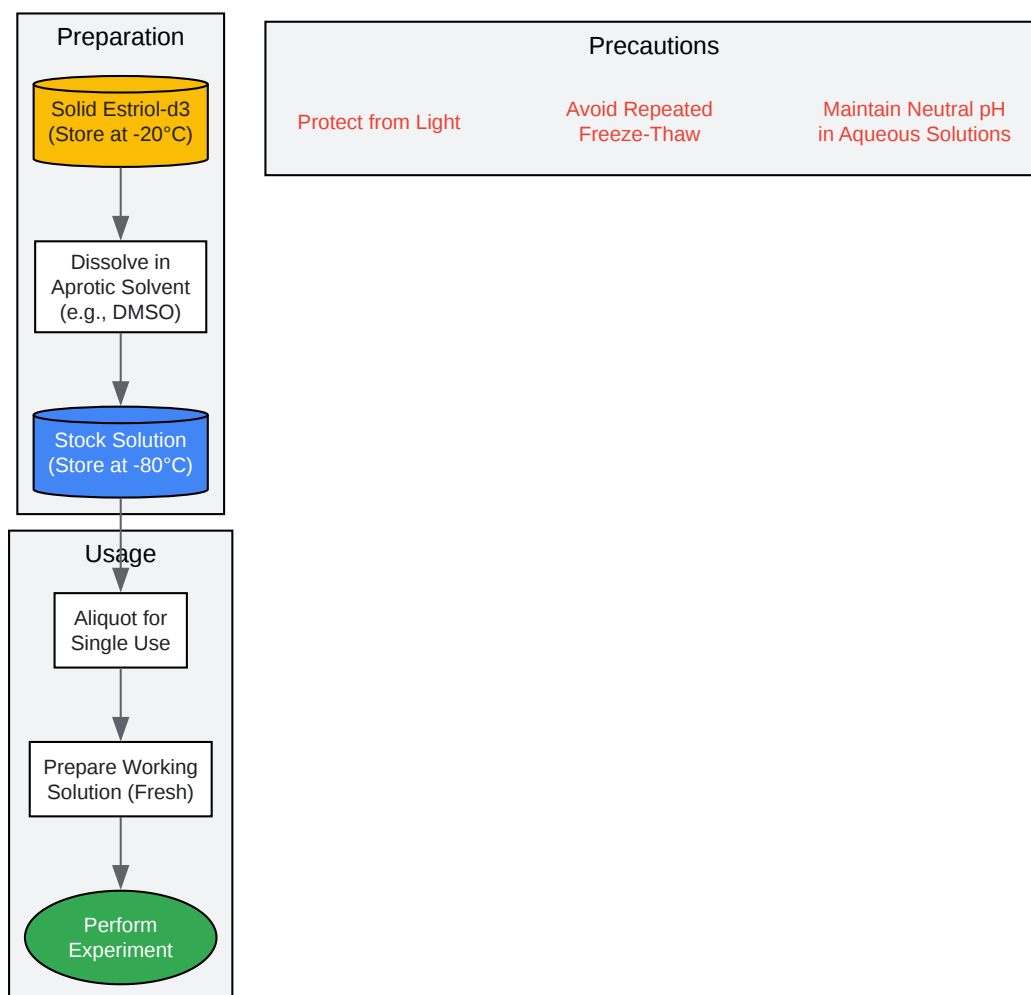 Preparation
Solid Estriol-d3
(Store at -20°C)
Dissolve in
Aprotic Solvent
(e.g., DMSO)
Stock Solution
(Store at -80°C)
Usage
Aliquot for
Single Use
Prepare Working
Solution (Fresh)
Perform
Experiment
Precautions
Protect from Light
Avoid Repeated
Freeze-Thaw
Maintain Neutral pH
in Aqueous Solutions